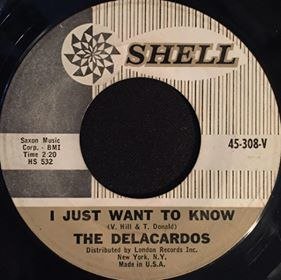 SHELL
Saxon Music
Corp. - BMI
Time 2:20
HS 532
45-308-V
I JUST WANT TO KNOW
(V. Hill & T. Donald)
THE DELACARDOS
Distributed by London Records Inc.
New York, N.Y.
Made in U.S.A.